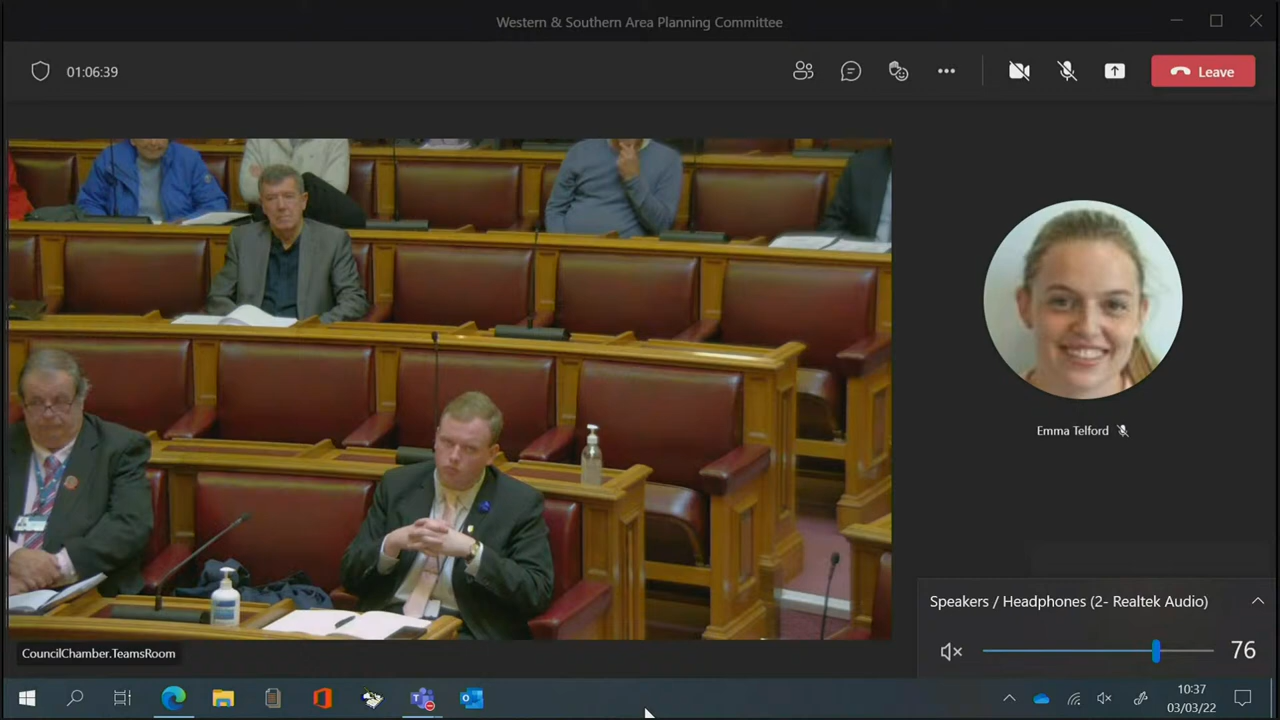 Western & Southern Area Planning Committee
01:06:39
Leave
Emma Telford
Speakers / Headphones (2- Realtek Audio)
76
CouncilChamber.TeamsRoom
10:37
03/03/22